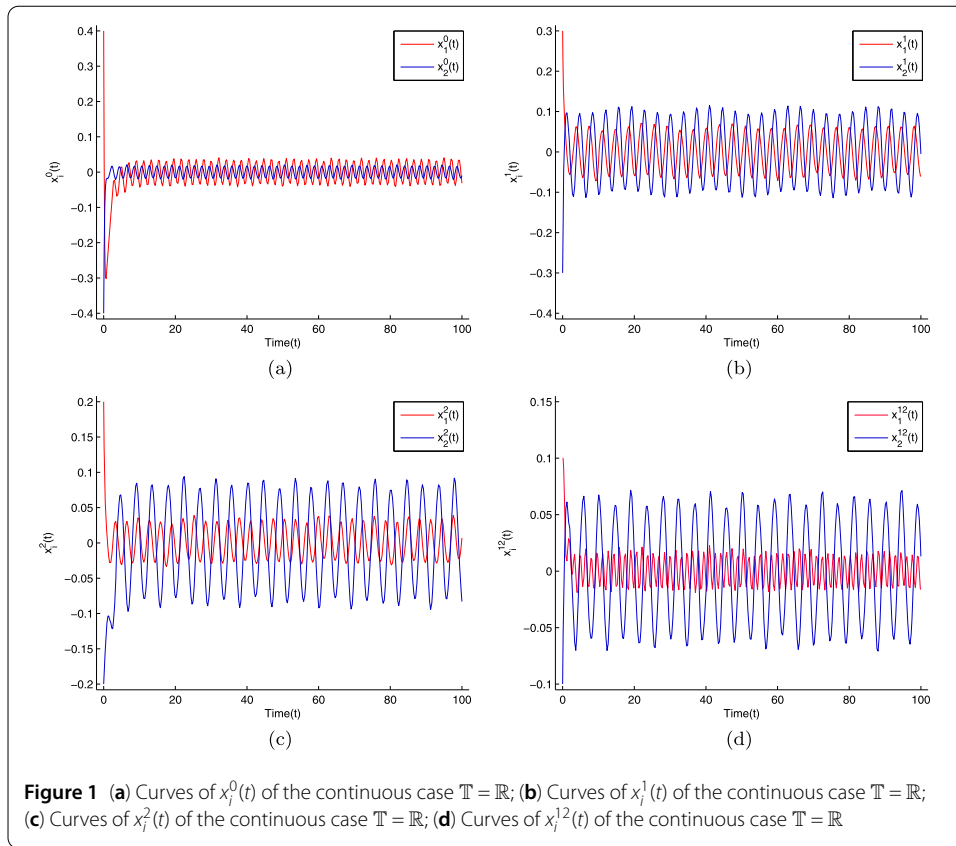 0.4
0.3
0.2
0.1
0
−0.1
−0.2
−0.3
−0.4
x_i^0(t)
0 20 40 60 80 100
Time(t)
x_1^0(t)
x_2^0(t)
(a)
0.3
0.2
0.1
0
−0.1
−0.2
−0.3
−0.4
x_i^1(t)
0 20 40 60 80 100
Time(t)
x_1^1(t)
x_2^1(t)
(b)
0.2
0.15
0.1
0.05
0
−0.05
−0.1
−0.15
−0.2
x_i^2(t)
0 20 40 60 80 100
Time(t)
x_1^2(t)
x_2^2(t)
(c)
0.15
0.1
0.05
0
−0.05
−0.1
x_i^12(t)
0 20 40 60 80 100
Time(t)
x_1^12(t)
x_2^12(t)
(d)
Figure 1 (a) Curves of x_i^0(t) of the continuous case 𝕋 = ℝ; (b) Curves of x_i^1(t) of the continuous case 𝕋 = ℝ;
(c) Curves of x_i^2(t) of the continuous case 𝕋 = ℝ; (d) Curves of x_i^12(t) of the continuous case 𝕋 = ℝ